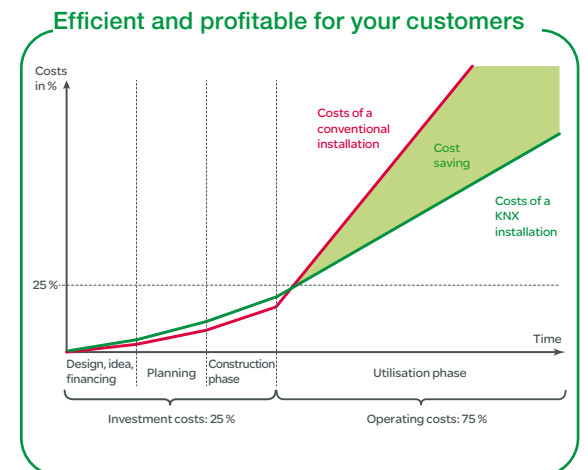 Efficient and profitable for your customers
Costs
in %
Costs of a
conventional
installation
Cost
saving
Costs of a
KNX
installation
25 %
Time
Design, idea,
financing
Planning
Construction
phase
Utilisation phase
Investment costs: 25 %
Operating costs: 75 %